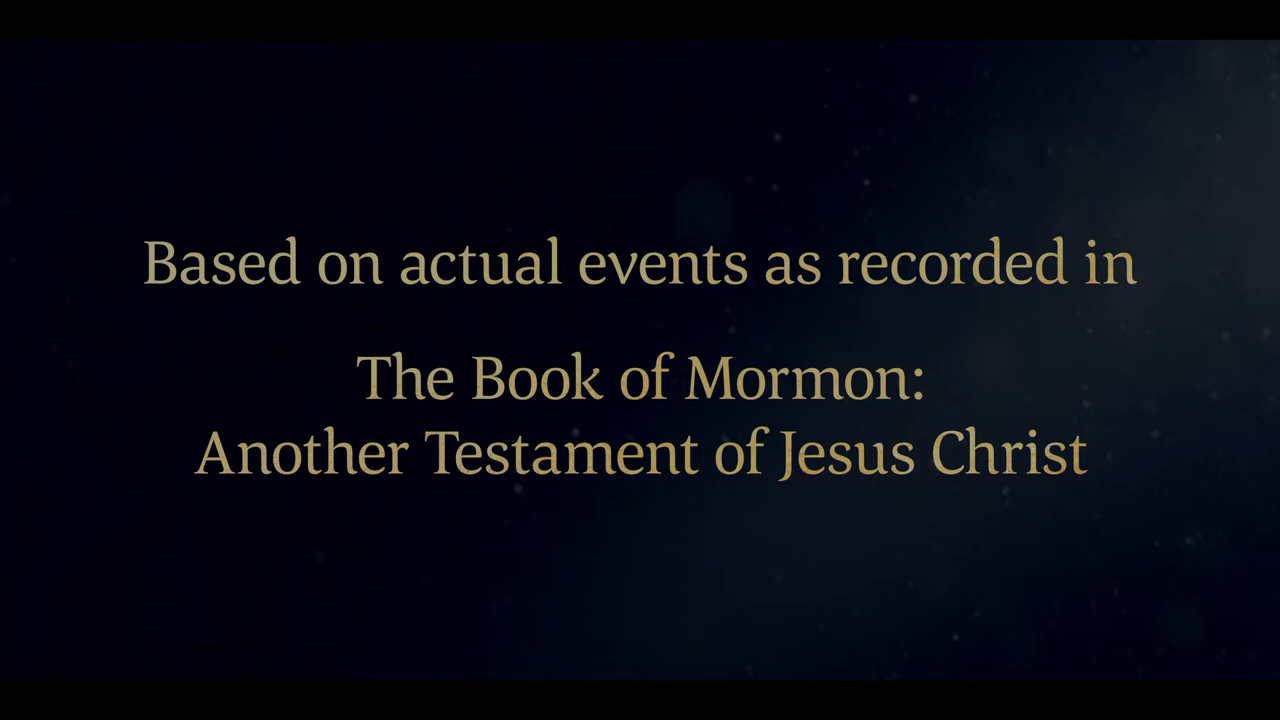 Based on actual events as recorded in
The Book of Mormon:
Another Testament of Jesus Christ